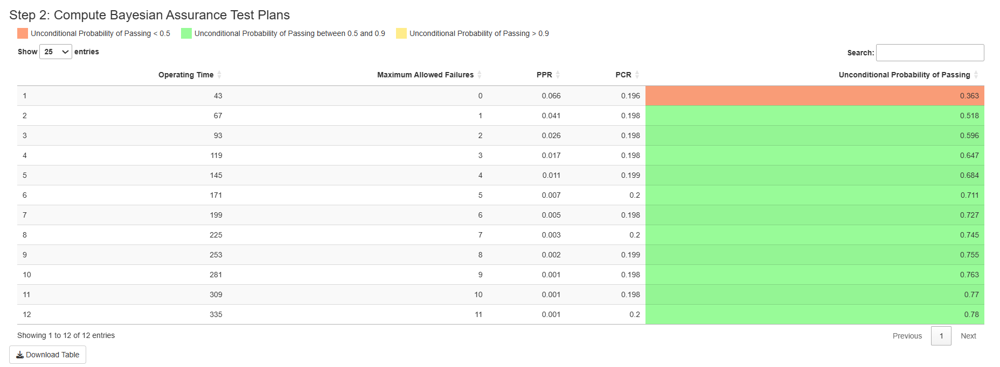 Step 2: Compute Bayesian Assurance Test Plans
Unconditional Probability of Passing < 0.5 Unconditional Probability of Passing between 0.5 and 0.9 Unconditional Probability of Passing > 0.9
Show 25 entries Search:
Operating Time Maximum Allowed Failures PPR PCR Unconditional Probability of Passing
1 43 0 0.066 0.196 0.363
2 67 1 0.041 0.198 0.518
3 93 2 0.026 0.198 0.596
4 119 3 0.017 0.198 0.647
5 145 4 0.011 0.199 0.684
6 171 5 0.007 0.2 0.711
7 199 6 0.005 0.198 0.727
8 225 7 0.003 0.2 0.745
9 253 8 0.002 0.199 0.755
10 281 9 0.001 0.198 0.763
11 309 10 0.001 0.198 0.77
12 335 11 0.001 0.2 0.78
Showing 1 to 12 of 12 entries Previous 1 Next
Download Table